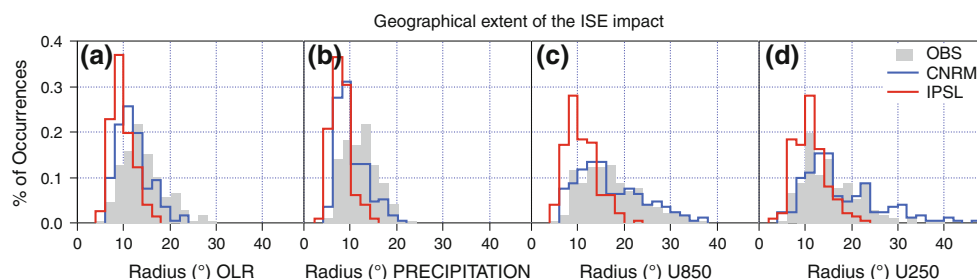 Geographical extent of the ISE impact
% of Occurrences
0.4
0.3
0.2
0.1
0.0
(a) (b) (c) (d)
OBS
CNRM
IPSL
0 10 20 30 40 0 10 20 30 40 0 10 20 30 40 0 10 20 30 40
Radius (°) OLR Radius (°) PRECIPITATION Radius (°) U850 Radius (°) U250